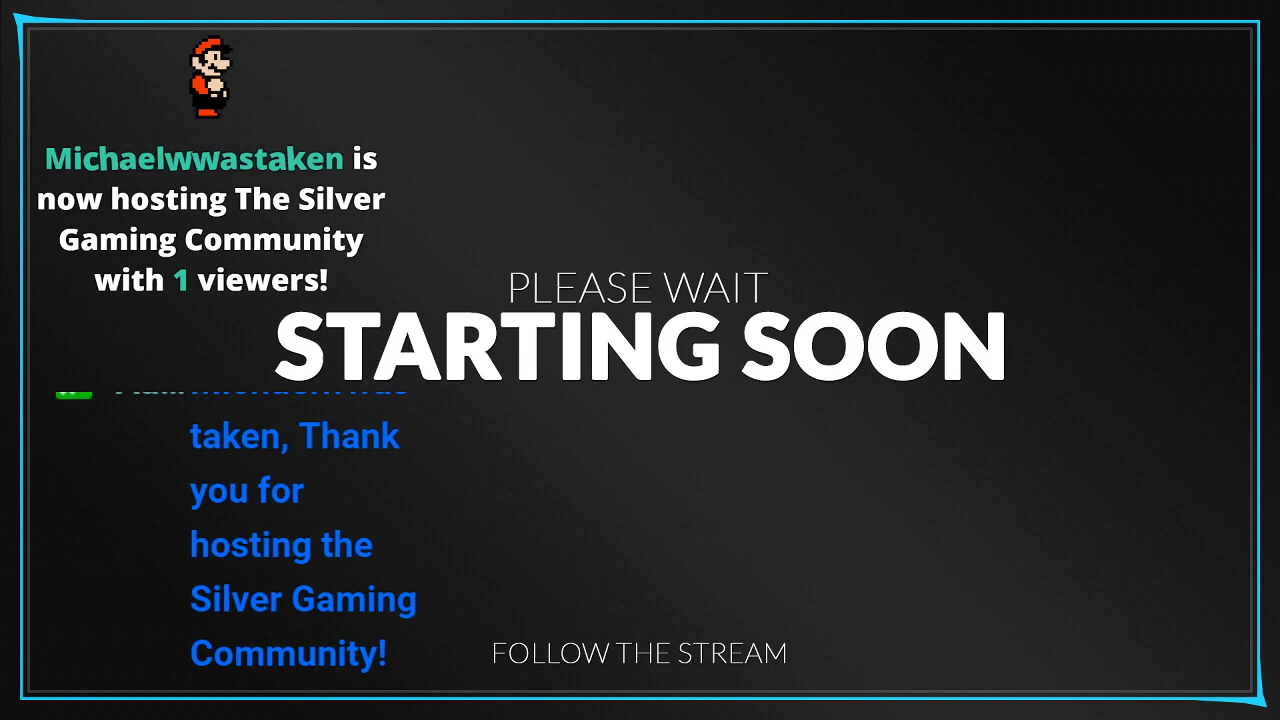 Michaelwwastaken is
now hosting The Silver
Gaming Community
with 1 viewers!
PLEASE WAIT
STARTING SOON
taken, Thank
you for
hosting the
Silver Gaming
Community!
FOLLOW THE STREAM